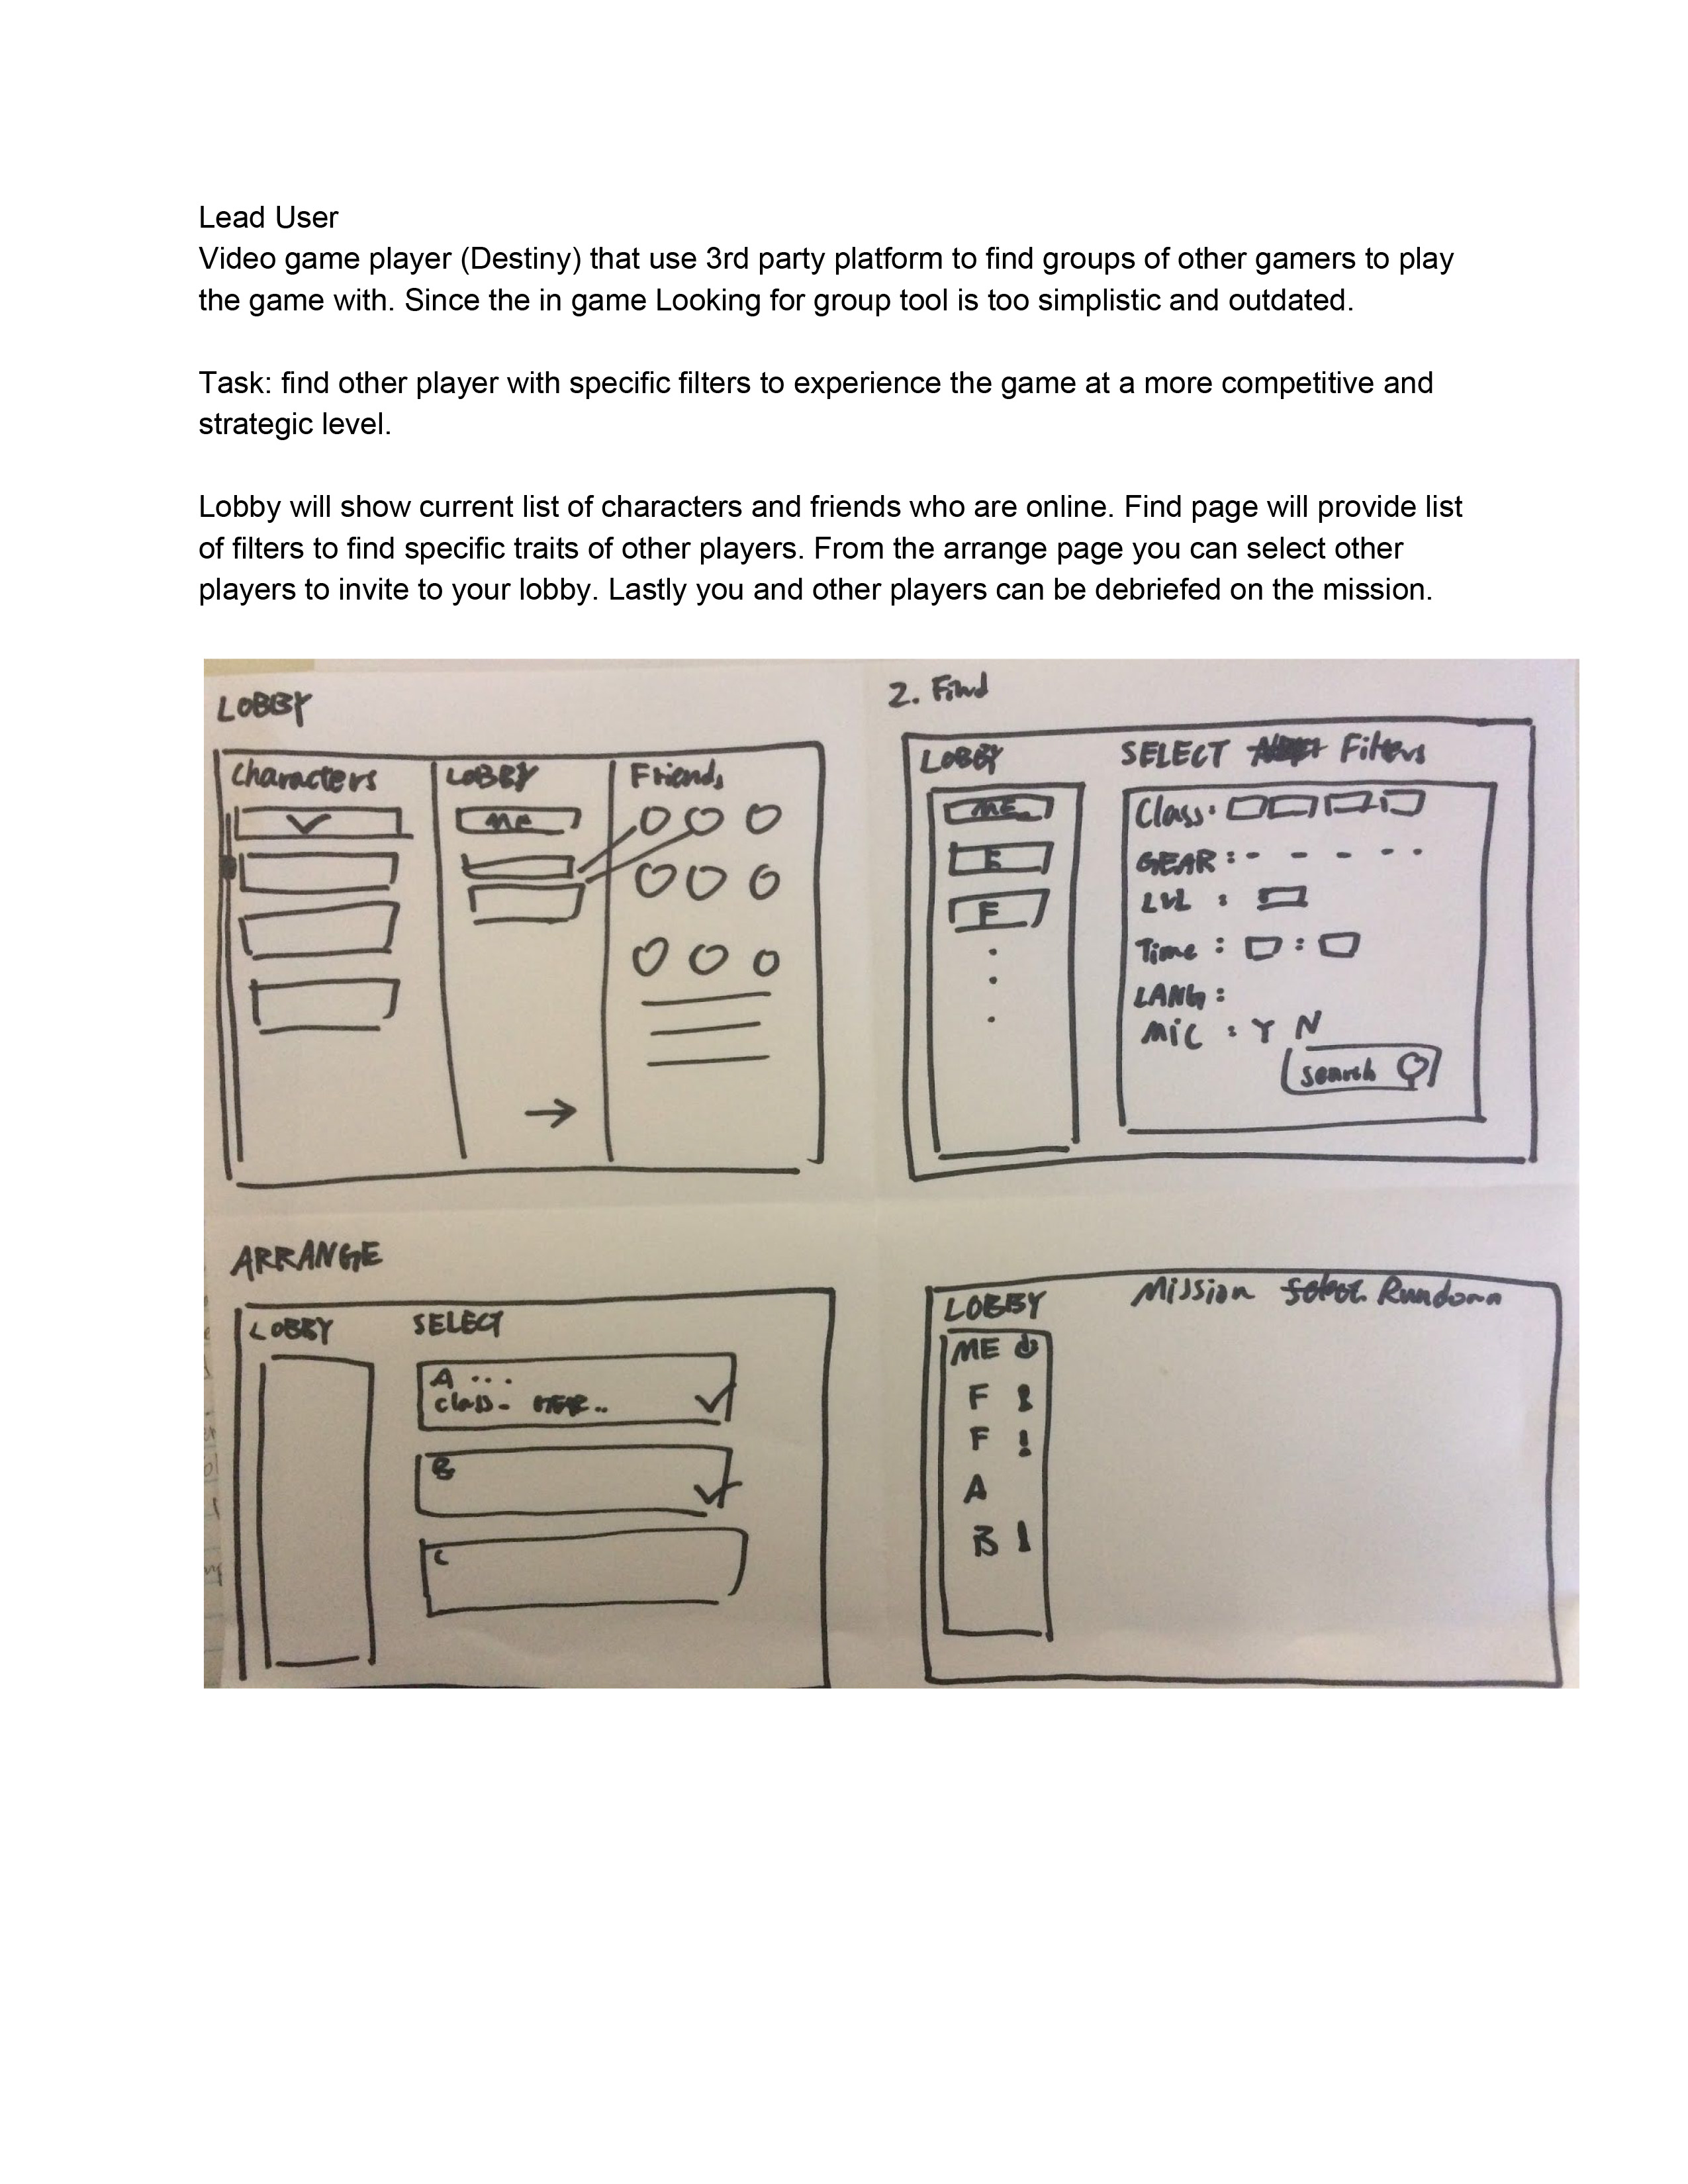 Lead User
Video game player (Destiny) that use 3rd party platform to find groups of other gamers to play
the game with. Since the in game Looking for group tool is too simplistic and outdated.
Task: find other player with specific filters to experience the game at a more competitive and
strategic level.
Lobby will show current list of characters and friends who are online. Find page will provide list
of filters to find specific traits of other players. From the arrange page you can select other
players to invite to your lobby. Lastly you and other players can be debriefed on the mission.
LOBBY
Characters
LOBBY
ME
Friends
2. Find
LOBBY
ME
F
F
SELECT Filters
Class:
GEAR:
LVL :
Time : :
LANG:
MIC : Y N
search
ARRANGE
LOBBY
SELECT
A ...
class- GEAR..
B
C
LOBBY
ME
F !
F !
A
B !
Mission Select Rundown